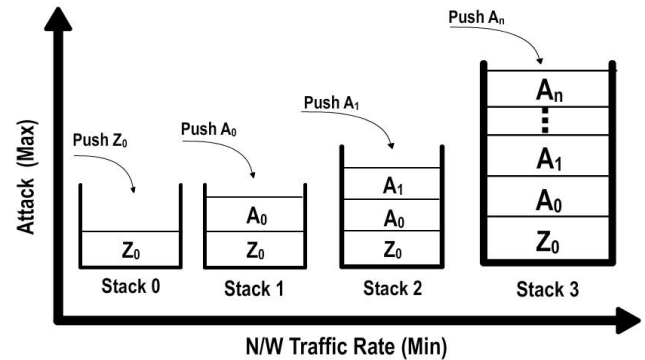 Push Aₙ
Push A₁
Push A₀
Push Z₀
Aₙ
A₁
A₀
Z₀
A₁
A₀
Z₀
A₀
Z₀
Z₀
Stack 0
Stack 1
Stack 2
Stack 3
Attack (Max)
N/W Traffic Rate (Min)